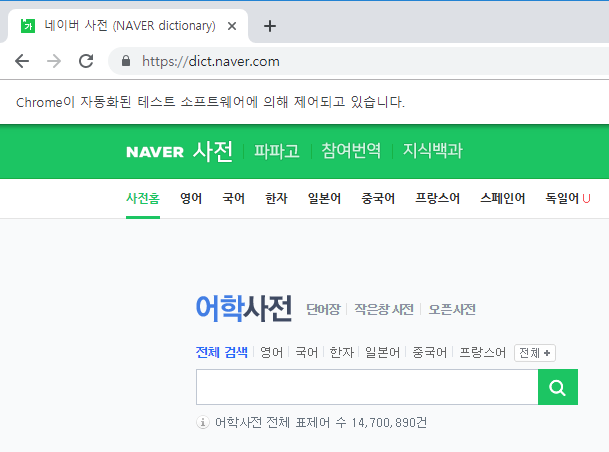 네이버 사전 (NAVER dictionary)
https://dict.naver.com
Chrome이 자동화된 테스트 소프트웨어에 의해 제어되고 있습니다.
NAVER 사전 파파고 참여번역 지식백과
사전홈 영어 국어 한자 일본어 중국어 프랑스어 스페인어 독일어 U
어학사전 단어장 작은창 사전 오픈사전
전체 검색 영어 국어 한자 일본어 중국어 프랑스어 전체 +
어학사전 전체 표제어 수 14,700,890건